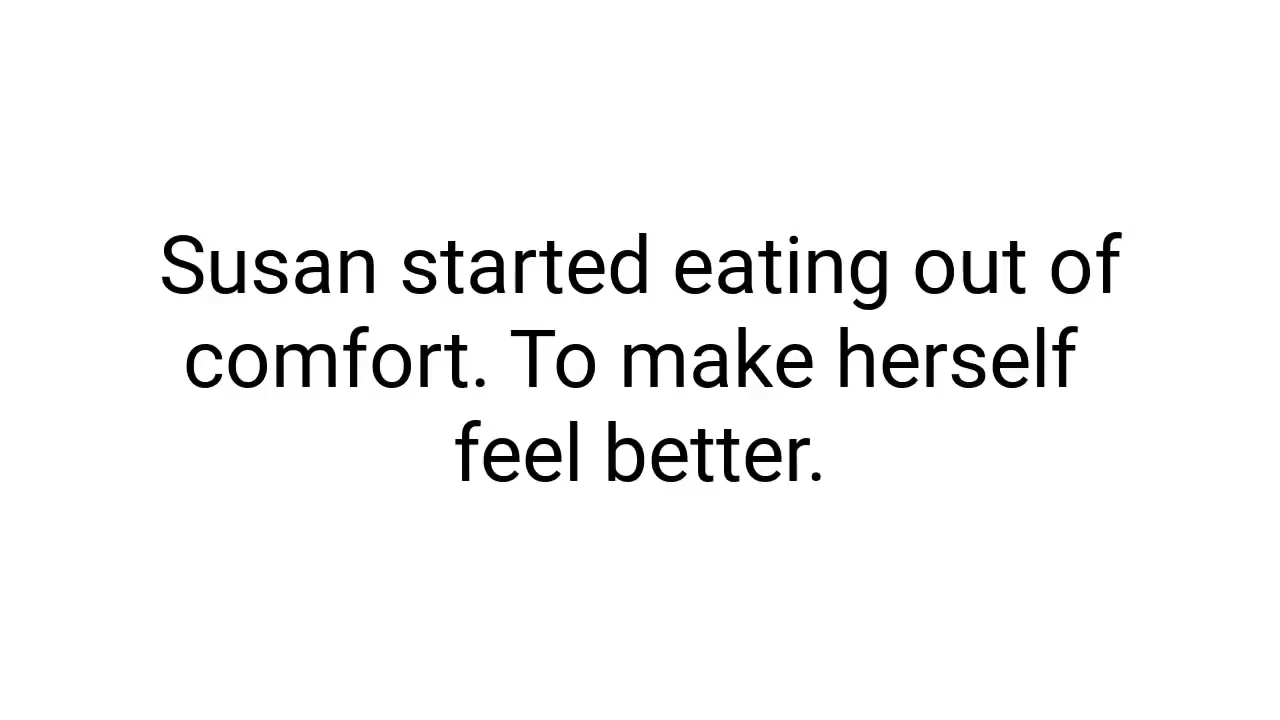 Susan started eating out of
comfort. To make herself
feel better.